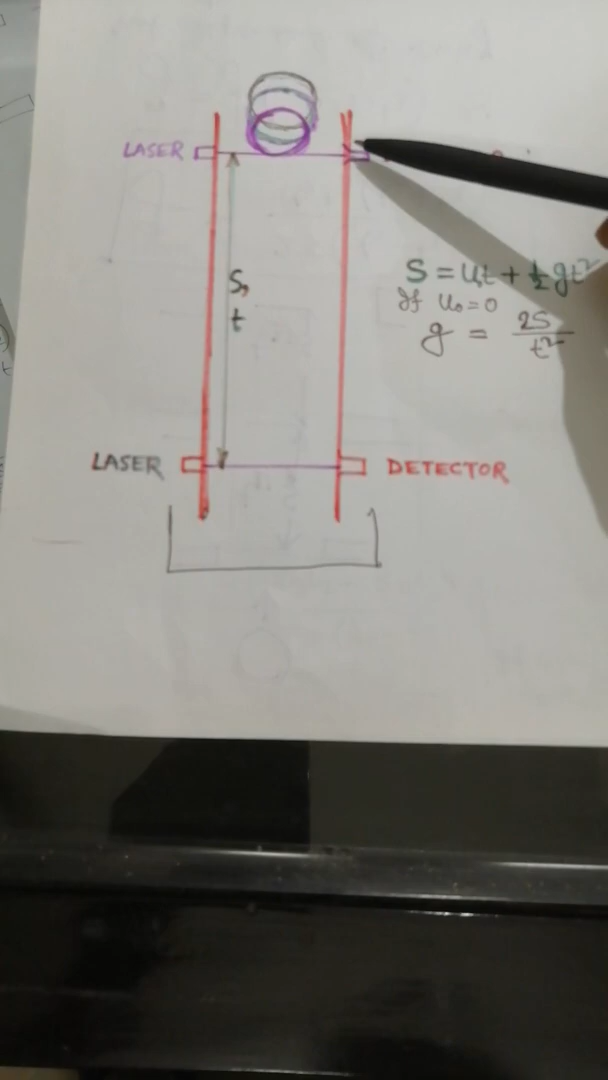 LASER
S,
t
S = u₀t + ½gt²
If u₀ = 0
g = 2S/t²
LASER
DETECTOR